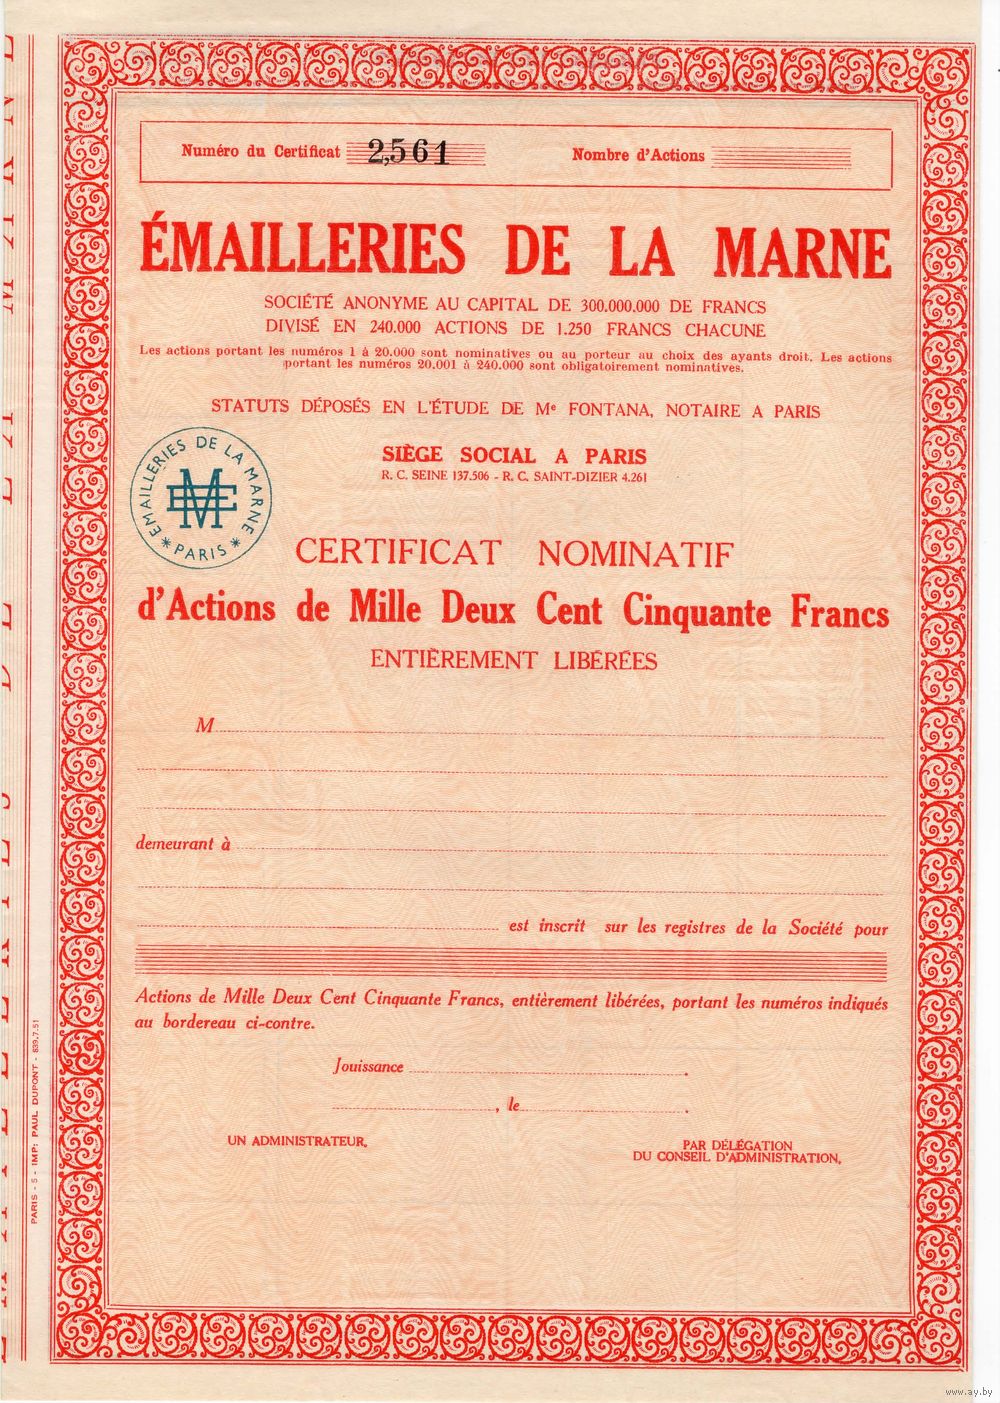 Numéro du Certificat 2,561 Nombre d'Actions
ÉMAILLERIES DE LA MARNE
SOCIÉTÉ ANONYME AU CAPITAL DE 300.000.000 DE FRANCS
DIVISÉ EN 240.000 ACTIONS DE 1.250 FRANCS CHACUNE
Les actions portant les numéros 1 à 20.000 sont nominatives ou au porteur au choix des ayants droit. Les actions
portant les numéros 20.001 à 240.000 sont obligatoirement nominatives.
STATUTS DÉPOSÉS EN L'ÉTUDE DE Me FONTANA, NOTAIRE A PARIS
SIÈGE SOCIAL A PARIS
R. C. SEINE 137.506 - R. C. SAINT-DIZIER 4.261
EMAILLERIES DE LA MARNE
EM
* PARIS *
CERTIFICAT NOMINATIF
d'Actions de Mille Deux Cent Cinquante Francs
ENTIÈREMENT LIBÉRÉES
M
demeurant à
est inscrit sur les registres de la Société pour
Actions de Mille Deux Cent Cinquante Francs, entièrement libérées, portant les numéros indiqués
au bordereau ci-contre.
Jouissance .
, le .
UN ADMINISTRATEUR,
PAR DÉLÉGATION
DU CONSEIL D'ADMINISTRATION,
PARIS - 5 - IMP: PAUL DUPONT - 839.7.51
www.ay.by